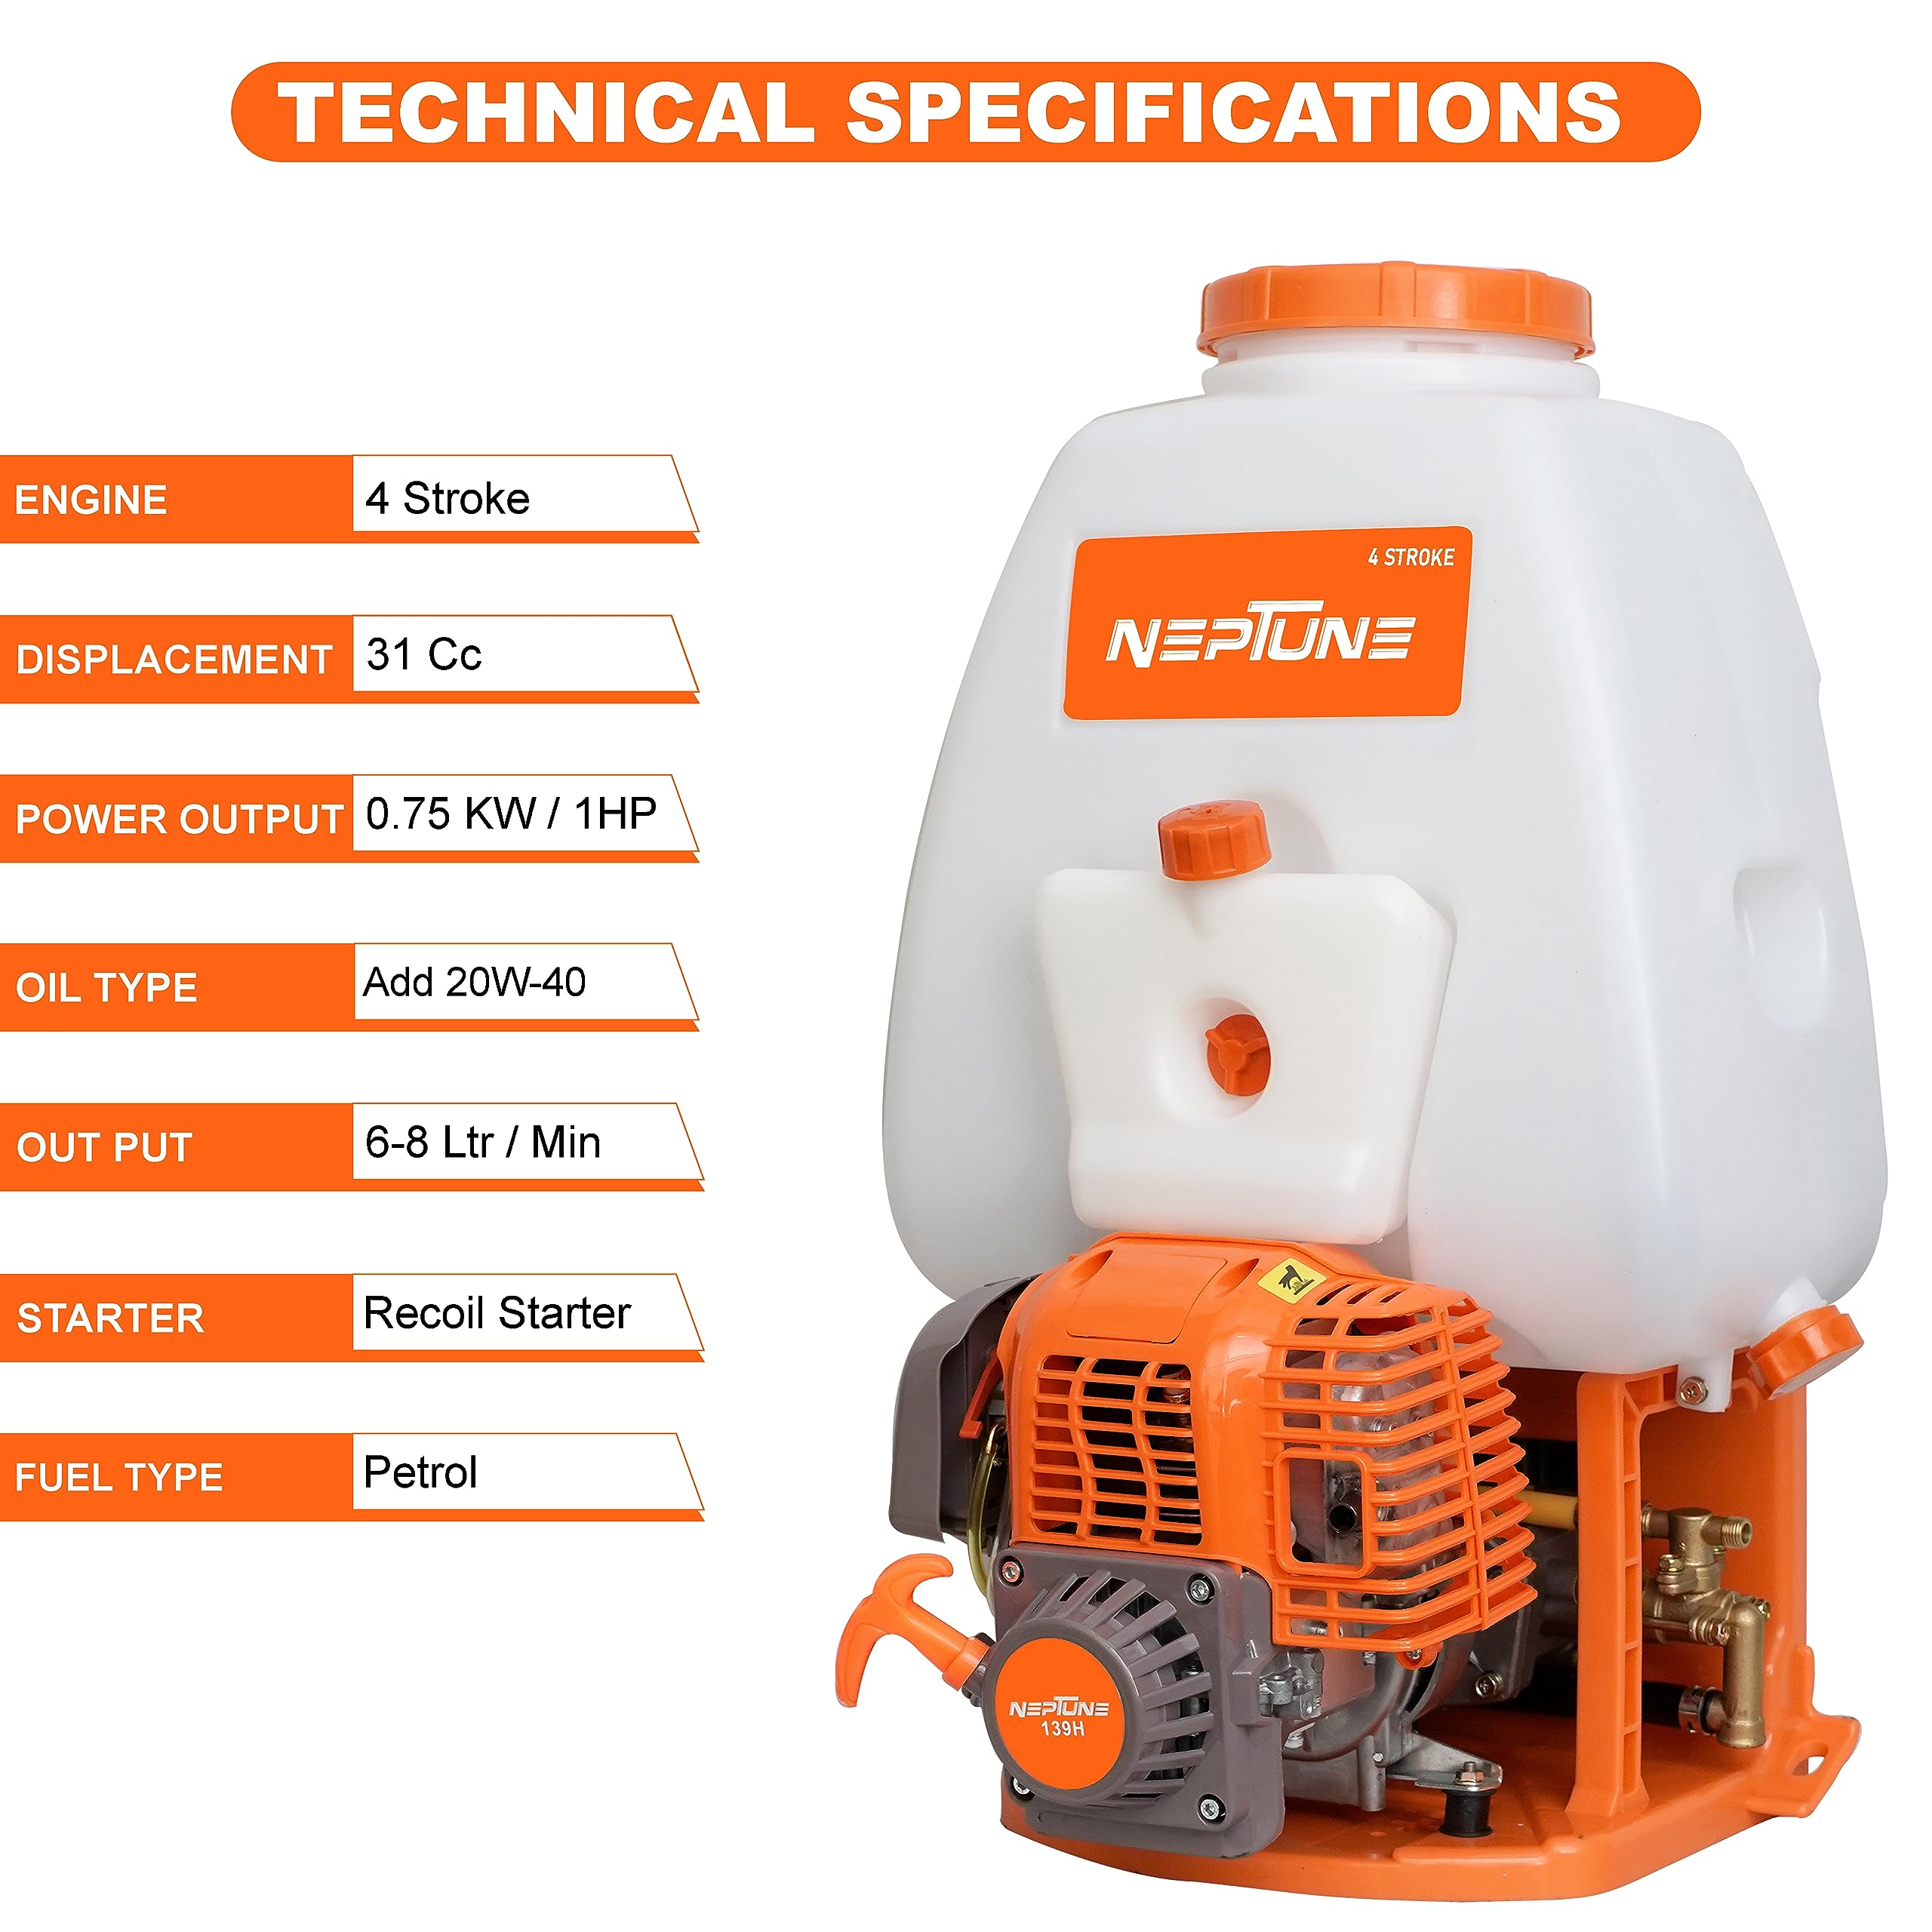 TECHNICAL SPECIFICATIONS
ENGINE 4 Stroke
DISPLACEMENT 31 Cc
POWER OUTPUT 0.75 KW / 1HP
OIL TYPE Add 20W-40
OUT PUT 6-8 Ltr / Min
STARTER Recoil Starter
FUEL TYPE Petrol
4 STROKE
NEPTUNE
NEPTUNE
139H